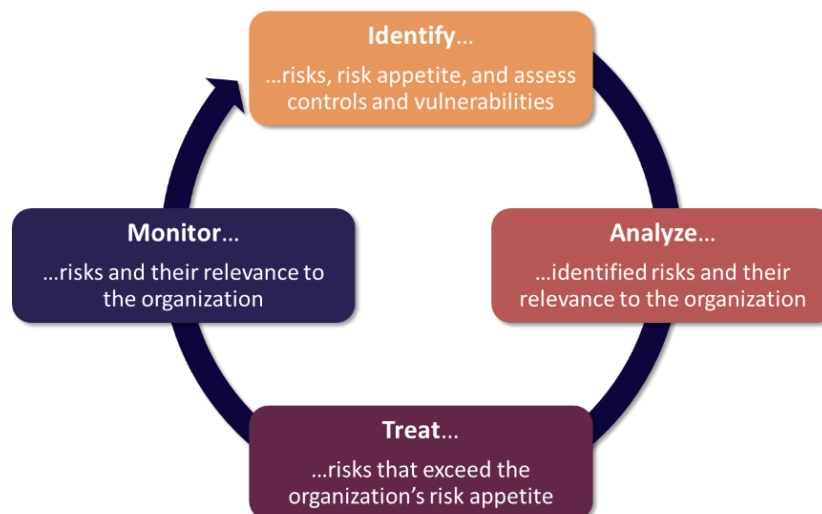 Identify...
...risks, risk appetite, and assess
controls and vulnerabilities
Analyze...
...identified risks and their
relevance to the organization
Treat...
...risks that exceed the
organization’s risk appetite
Monitor...
...risks and their relevance to
the organization